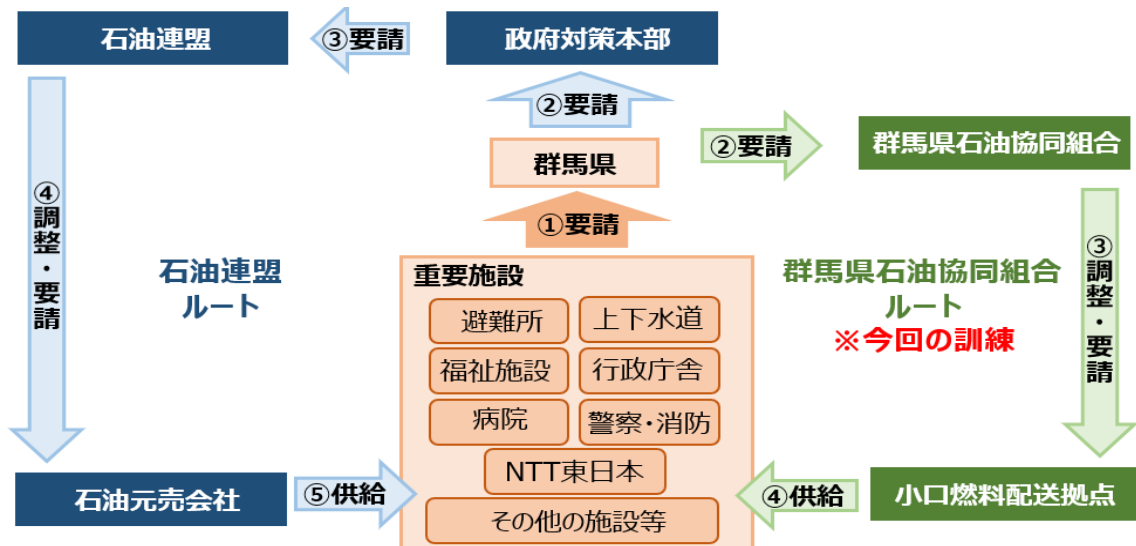 石油連盟
③要請
政府対策本部
②要請
②要請
群馬県石油協同組合
群馬県
①要請
④調整・要請
石油連盟
ルート
重要施設
避難所
上下水道
福祉施設
行政庁舎
病院
警察・消防
NTT東日本
その他の施設等
群馬県石油協同組合
ルート
※今回の訓練
③調整・要請
石油元売会社
⑤供給
④供給
小口燃料配送拠点